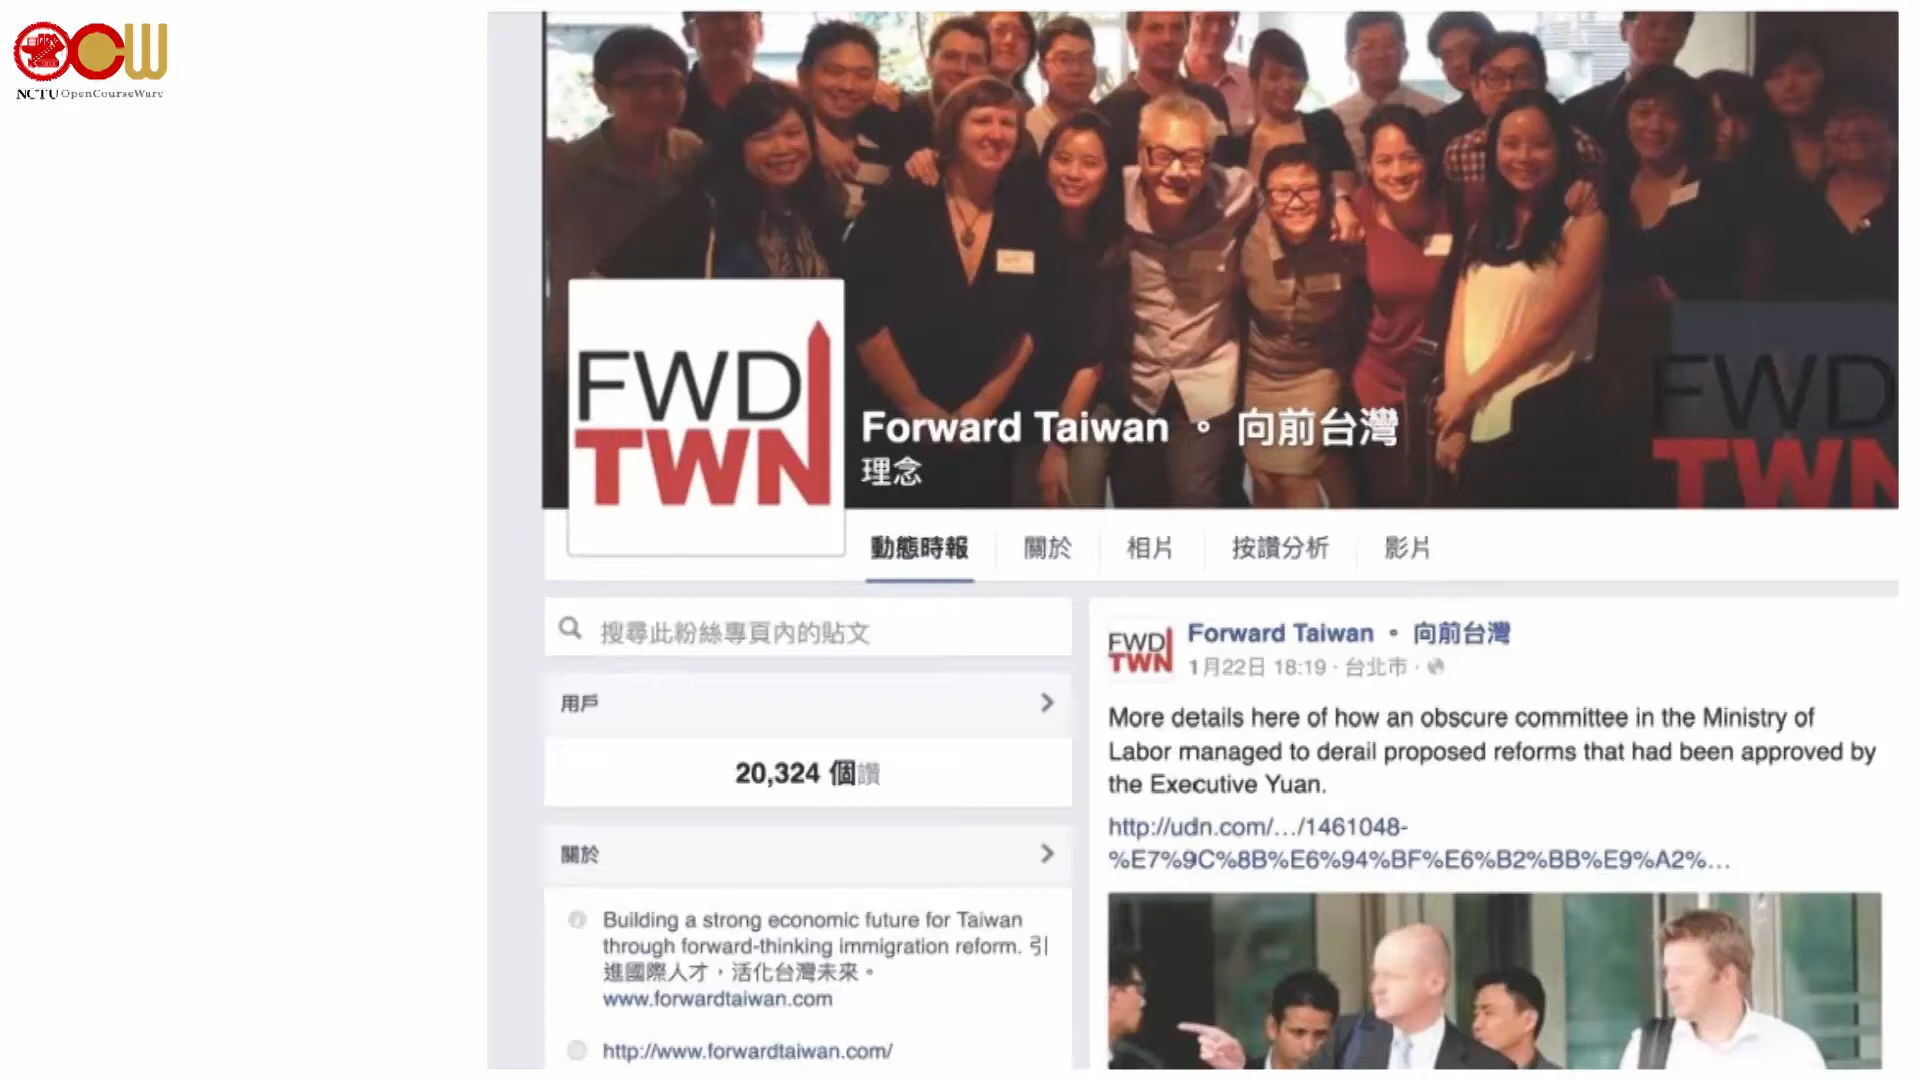 NCTU OpenCourseWare
FWD
TWN
Forward Taiwan 。 向前台灣
理念
FWD
TWN
動態時報
關於
相片
按讚分析
影片
搜尋此粉絲專頁內的貼文
用戶
20,324 個讚
關於
Building a strong economic future for Taiwan
through forward-thinking immigration reform. 引
進國際人才，活化台灣未來。
www.forwardtaiwan.com
http://www.forwardtaiwan.com/
FWD
TWN
Forward Taiwan 。 向前台灣
1月22日 18:19 · 台北市 ·
More details here of how an obscure committee in the Ministry of
Labor managed to derail proposed reforms that had been approved by
the Executive Yuan.
http://udn.com/…/1461048-
%E7%9C%8B%E6%94%BF%E6%B2%BB%E9%A2%…